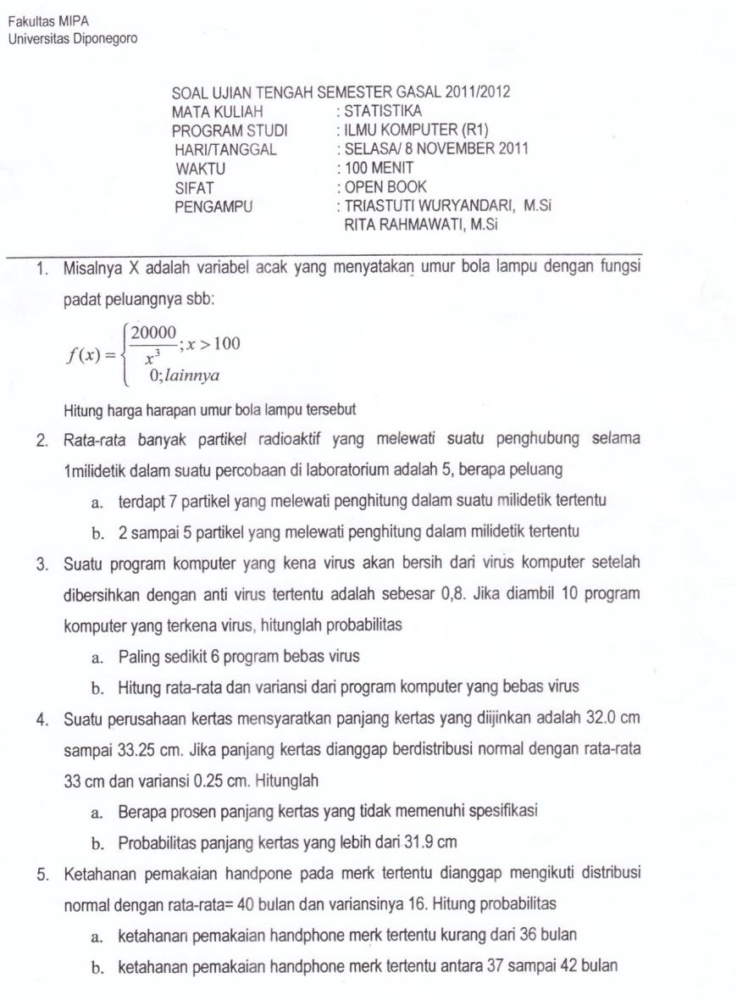 Fakultas MIPA
Universitas Diponegoro
SOAL UJIAN TENGAH SEMESTER GASAL 2011/2012
MATA KULIAH : STATISTIKA
PROGRAM STUDI : ILMU KOMPUTER (R1)
HARI/TANGGAL : SELASA/ 8 NOVEMBER 2011
WAKTU : 100 MENIT
SIFAT : OPEN BOOK
PENGAMPU : TRIASTUTI WURYANDARI, M.Si
RITA RAHMAWATI, M.Si
1. Misalnya X adalah variabel acak yang menyatakan umur bola lampu dengan fungsi
padat peluangnya sbb:
f(x) = { 20000/x³ ; x > 100
0; lainnya
Hitung harga harapan umur bola lampu tersebut
2. Rata-rata banyak partikel radioaktif yang melewati suatu penghubung selama
1milidetik dalam suatu percobaan di laboratorium adalah 5, berapa peluang
a. terdapt 7 partikel yang melewati penghitung dalam suatu milidetik tertentu
b. 2 sampai 5 partikel yang melewati penghitung dalam milidetik tertentu
3. Suatu program komputer yang kena virus akan bersih dari virus komputer setelah
dibersihkan dengan anti virus tertentu adalah sebesar 0,8. Jika diambil 10 program
komputer yang terkena virus, hitunglah probabilitas
a. Paling sedikit 6 program bebas virus
b. Hitung rata-rata dan variansi dari program komputer yang bebas virus
4. Suatu perusahaan kertas mensyaratkan panjang kertas yang diijinkan adalah 32.0 cm
sampai 33.25 cm. Jika panjang kertas dianggap berdistribusi normal dengan rata-rata
33 cm dan variansi 0.25 cm. Hitunglah
a. Berapa prosen panjang kertas yang tidak memenuhi spesifikasi
b. Probabilitas panjang kertas yang lebih dari 31.9 cm
5. Ketahanan pemakaian handpone pada merk tertentu dianggap mengikuti distribusi
normal dengan rata-rata= 40 bulan dan variansinya 16. Hitung probabilitas
a. ketahanan pemakaian handphone merk tertentu kurang dari 36 bulan
b. ketahanan pemakaian handphone merk tertentu antara 37 sampai 42 bulan